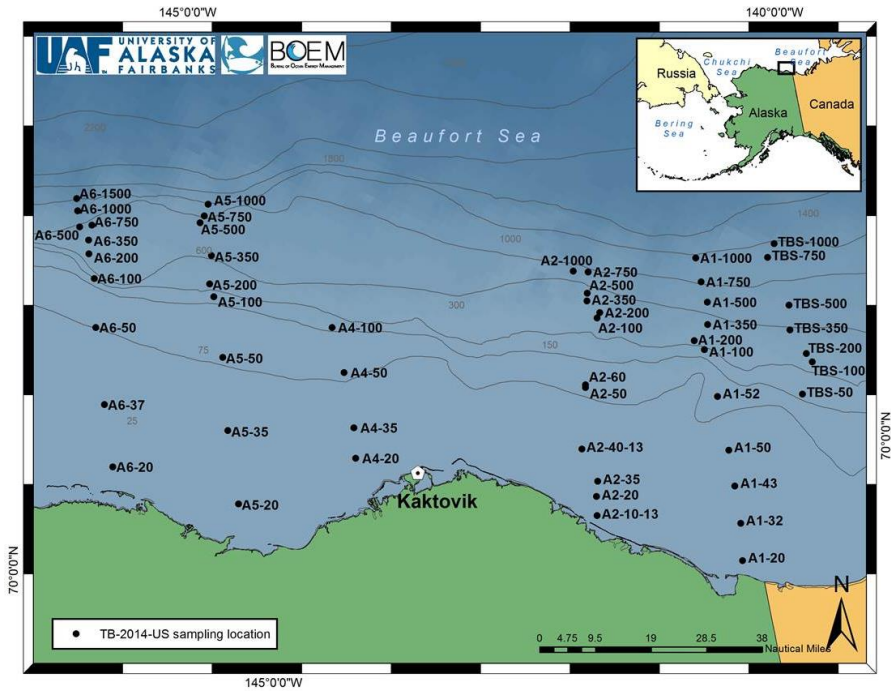 145°0'0"W
140°0'0"W
UAF UNIVERSITY OF ALASKA FAIRBANKS
BOEM
BUREAU OF OCEAN ENERGY MANAGEMENT
Chukchi Sea
Beaufort Sea
Russia
Canada
Alaska
Bering Sea
Beaufort Sea
2200
1800
1400
1000
600
300
150
75
25
A6-1500
A6-1000
A6-750
A6-500
A6-350
A6-200
A6-100
A6-50
A6-37
A6-20
A5-1000
A5-750
A5-500
A5-350
A5-200
A5-100
A5-50
A5-35
A5-20
A4-100
A4-50
A4-35
A4-20
A2-1000
A2-750
A2-500
A2-350
A2-200
A2-100
A2-60
A2-50
A2-40-13
A2-35
A2-20
A2-10-13
A1-1000
A1-750
A1-500
A1-350
A1-200
A1-100
A1-52
A1-50
A1-43
A1-32
A1-20
TBS-1000
TBS-750
TBS-500
TBS-350
TBS-200
TBS-100
TBS-50
Kaktovik
70°0'0"N
70°0'0"N
TB-2014-US sampling location
N
0 4.75 9.5 19 28.5 38
Nautical Miles
145°0'0"W